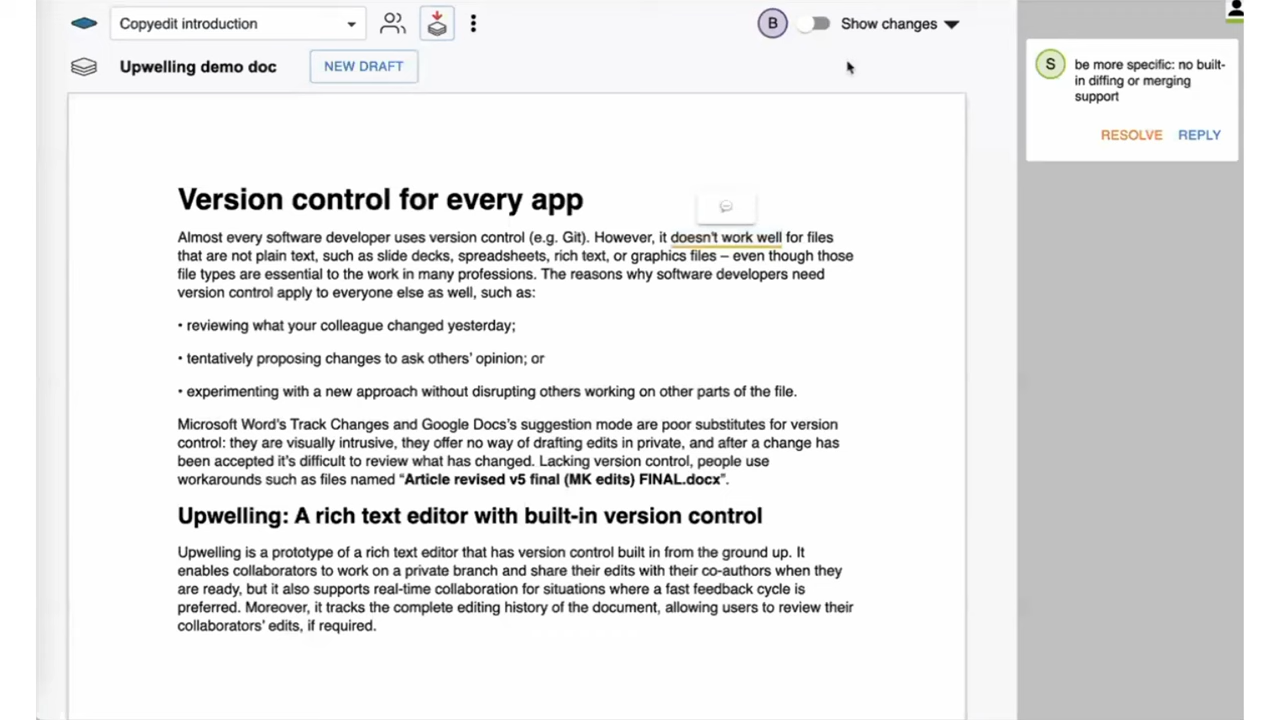 Copyedit introduction
B
Show changes
Upwelling demo doc
NEW DRAFT
S
be more specific: no built-
in diffing or merging
support
RESOLVE REPLY
Version control for every app
Almost every software developer uses version control (e.g. Git). However, it doesn't work well for files
that are not plain text, such as slide decks, spreadsheets, rich text, or graphics files – even though those
file types are essential to the work in many professions. The reasons why software developers need
version control apply to everyone else as well, such as:
• reviewing what your colleague changed yesterday;
• tentatively proposing changes to ask others' opinion; or
• experimenting with a new approach without disrupting others working on other parts of the file.
Microsoft Word's Track Changes and Google Docs's suggestion mode are poor substitutes for version
control: they are visually intrusive, they offer no way of drafting edits in private, and after a change has
been accepted it's difficult to review what has changed. Lacking version control, people use
workarounds such as files named “Article revised v5 final (MK edits) FINAL.docx”.
Upwelling: A rich text editor with built-in version control
Upwelling is a prototype of a rich text editor that has version control built in from the ground up. It
enables collaborators to work on a private branch and share their edits with their co-authors when they
are ready, but it also supports real-time collaboration for situations where a fast feedback cycle is
preferred. Moreover, it tracks the complete editing history of the document, allowing users to review their
collaborators' edits, if required.